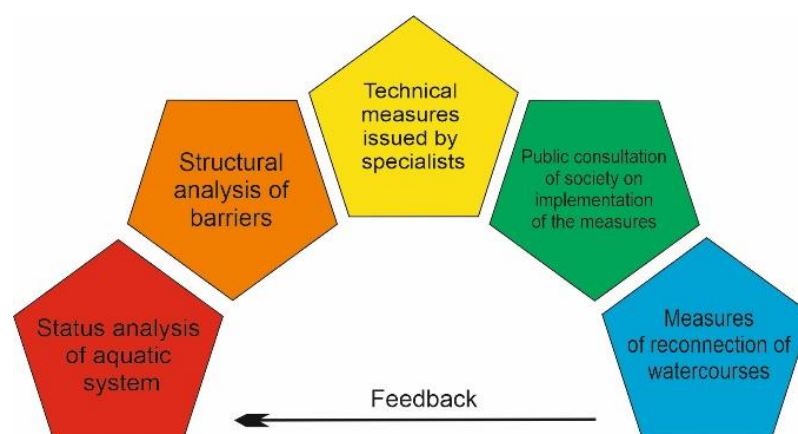 Technical
measures
issued by
specialists
Structural
analysis of
barriers
Public consultation
of society on
implementation
of the measures
Status analysis
of aquatic
system
Measures
of reconnection of
watercourses
Feedback